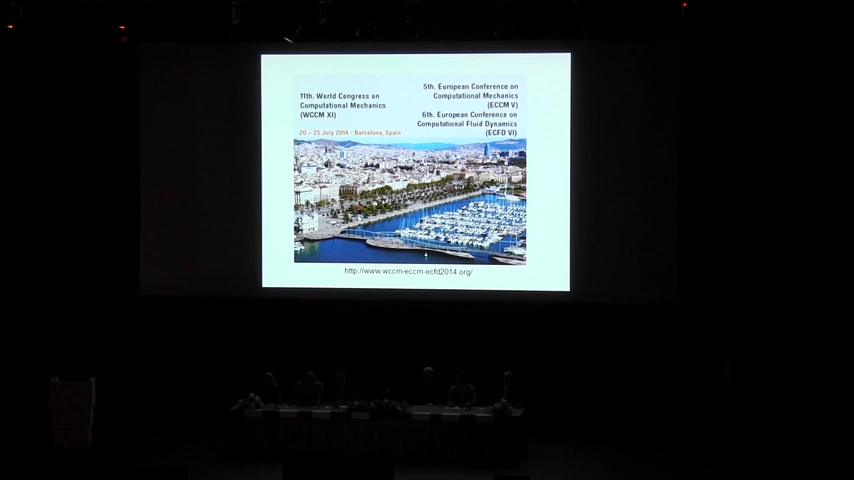 11th. World Congress on
Computational Mechanics
(WCCM XI)
20 – 25 July 2014 - Barcelona, Spain
5th. European Conference on
Computational Mechanics
(ECCM V)
6th. European Conference on
Computational Fluid Dynamics
(ECFD VI)
http://www.wccm-eccm-ecfd2014.org/